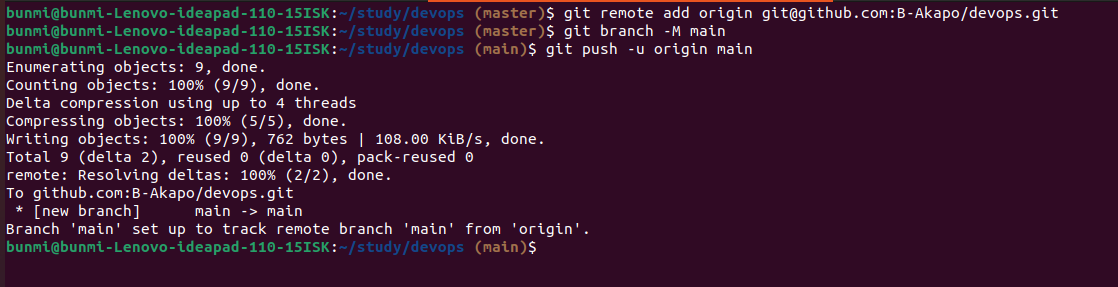 bunmi@bunmi-Lenovo-ideapad-110-15ISK:~/study/devops (master)$ git remote add origin git@github.com:B-Akapo/devops.git
bunmi@bunmi-Lenovo-ideapad-110-15ISK:~/study/devops (master)$ git branch -M main
bunmi@bunmi-Lenovo-ideapad-110-15ISK:~/study/devops (main)$ git push -u origin main
Enumerating objects: 9, done.
Counting objects: 100% (9/9), done.
Delta compression using up to 4 threads
Compressing objects: 100% (5/5), done.
Writing objects: 100% (9/9), 762 bytes | 108.00 KiB/s, done.
Total 9 (delta 2), reused 0 (delta 0), pack-reused 0
remote: Resolving deltas: 100% (2/2), done.
To github.com:B-Akapo/devops.git
 * [new branch]      main -> main
Branch 'main' set up to track remote branch 'main' from 'origin'.
bunmi@bunmi-Lenovo-ideapad-110-15ISK:~/study/devops (main)$